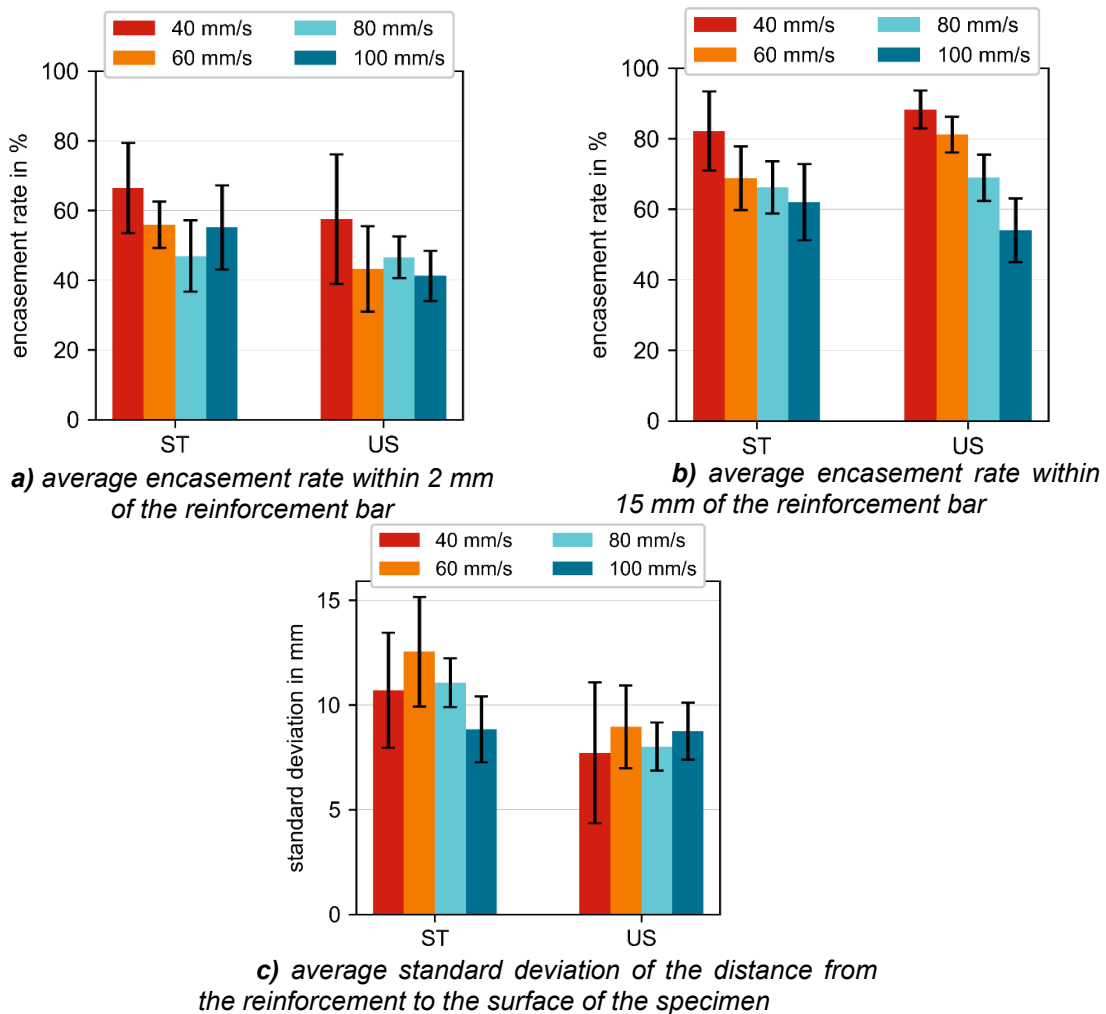 40 mm/s 80 mm/s
60 mm/s 100 mm/s
100
80
60
40
20
0
encasement rate in %
ST US
a) average encasement rate within 2 mm
of the reinforcement bar
40 mm/s 80 mm/s
60 mm/s 100 mm/s
100
80
60
40
20
0
encasement rate in %
ST US
b) average encasement rate within
15 mm of the reinforcement bar
40 mm/s 80 mm/s
60 mm/s 100 mm/s
15
10
5
0
standard deviation in mm
ST US
c) average standard deviation of the distance from
the reinforcement to the surface of the specimen